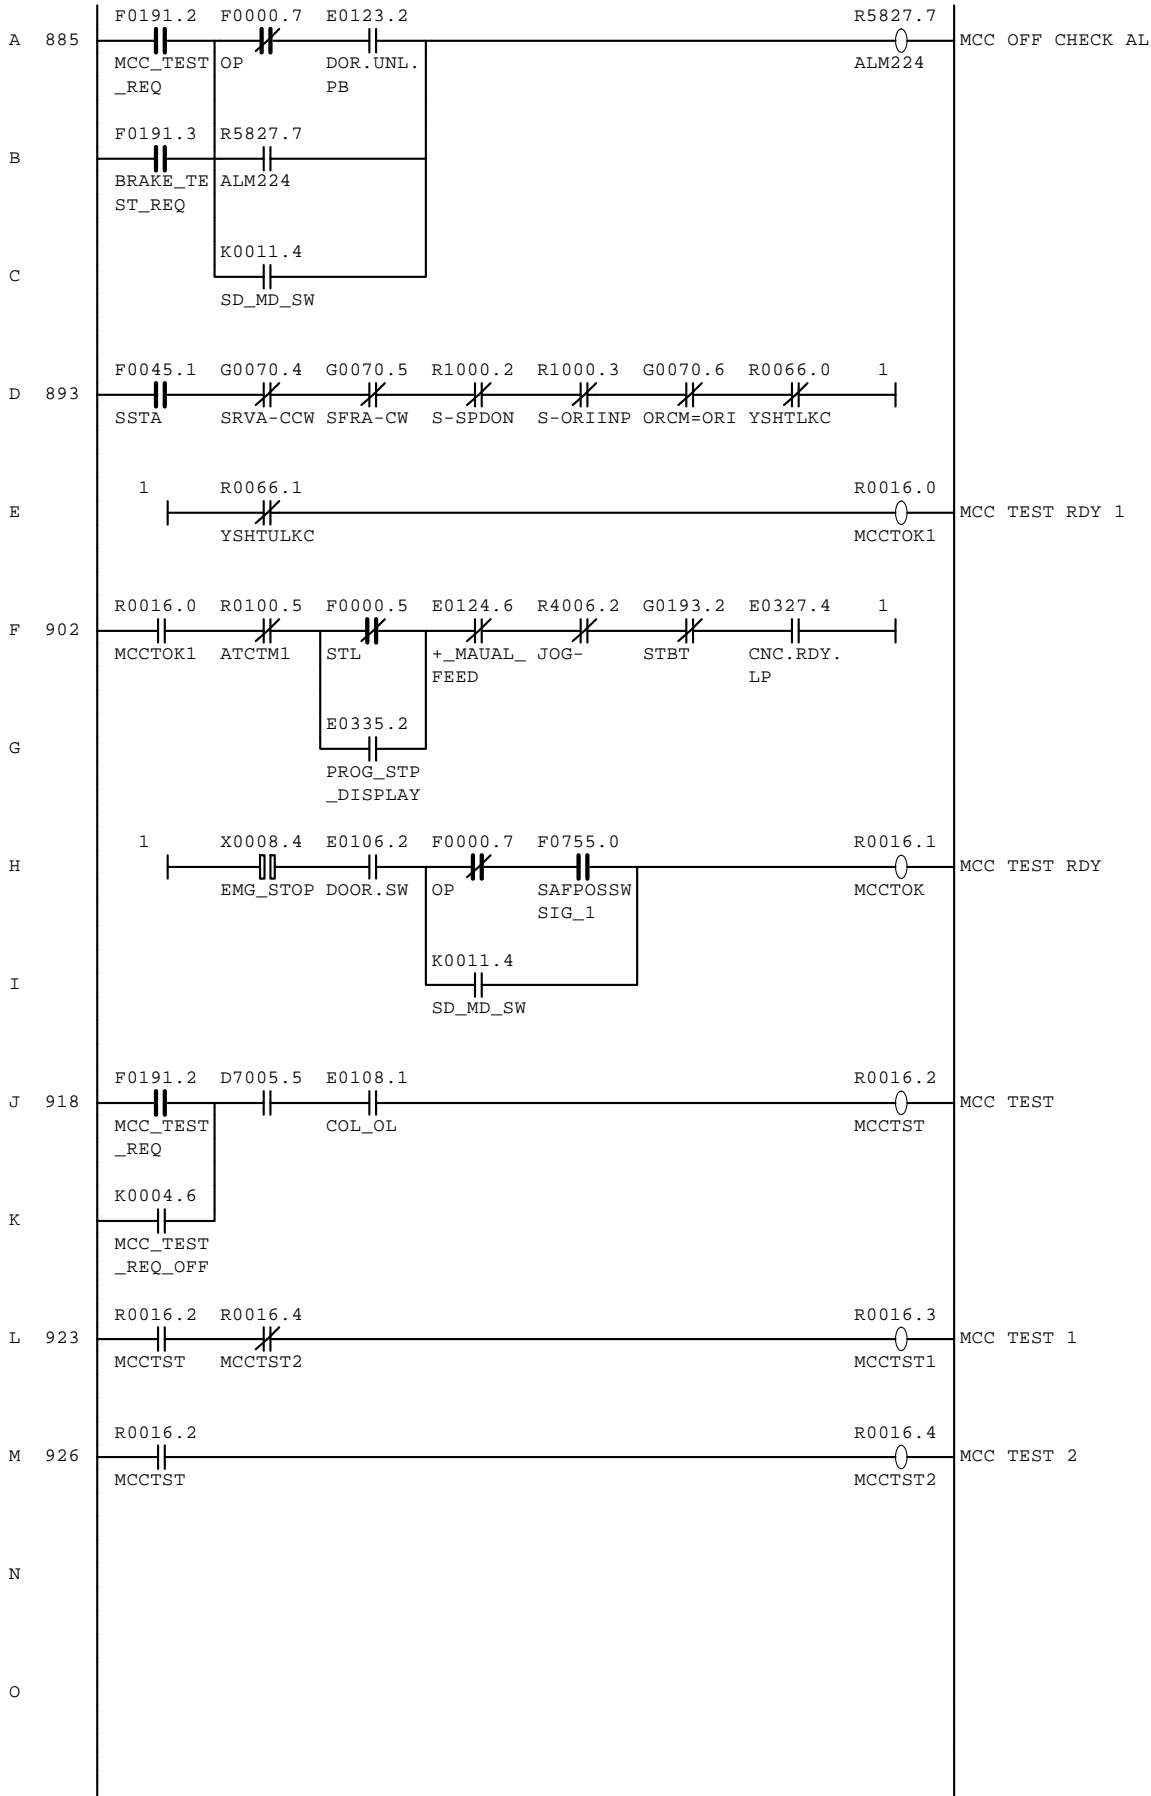 F0191.2 F0000.7 E0123.2 R5827.7
A 885 MCC OFF CHECK AL
MCC_TEST OP DOR.UNL. ALM224
_REQ PB
F0191.3 R5827.7
B
BRAKE_TE ALM224
ST_REQ
K0011.4
C
SD_MD_SW
F0045.1 G0070.4 G0070.5 R1000.2 R1000.3 G0070.6 R0066.0 1
D 893
SSTA SRVA-CCW SFRA-CW S-SPDON S-ORIINP ORCM=ORI YSHTLKC
1 R0066.1 R0016.0
E MCC TEST RDY 1
YSHTULKC MCCTOK1
R0016.0 R0100.5 F0000.5 E0124.6 R4006.2 G0193.2 E0327.4 1
F 902
MCCTOK1 ATCTM1 STL +_MAUAL_ JOG- STBT CNC.RDY.
FEED LP
E0335.2
G
PROG_STP
_DISPLAY
1 X0008.4 E0106.2 F0000.7 F0755.0 R0016.1
H MCC TEST RDY
EMG_STOP DOOR.SW OP SAFPOSSW MCCTOK
SIG_1
K0011.4
I
SD_MD_SW
F0191.2 D7005.5 E0108.1 R0016.2
J 918 MCC TEST
MCC_TEST COL_OL MCCTST
_REQ
K0004.6
K
MCC_TEST
_REQ_OFF
R0016.2 R0016.4 R0016.3
L 923 MCC TEST 1
MCCTST MCCTST2 MCCTST1
R0016.2 R0016.4
M 926 MCC TEST 2
MCCTST MCCTST2
N
O